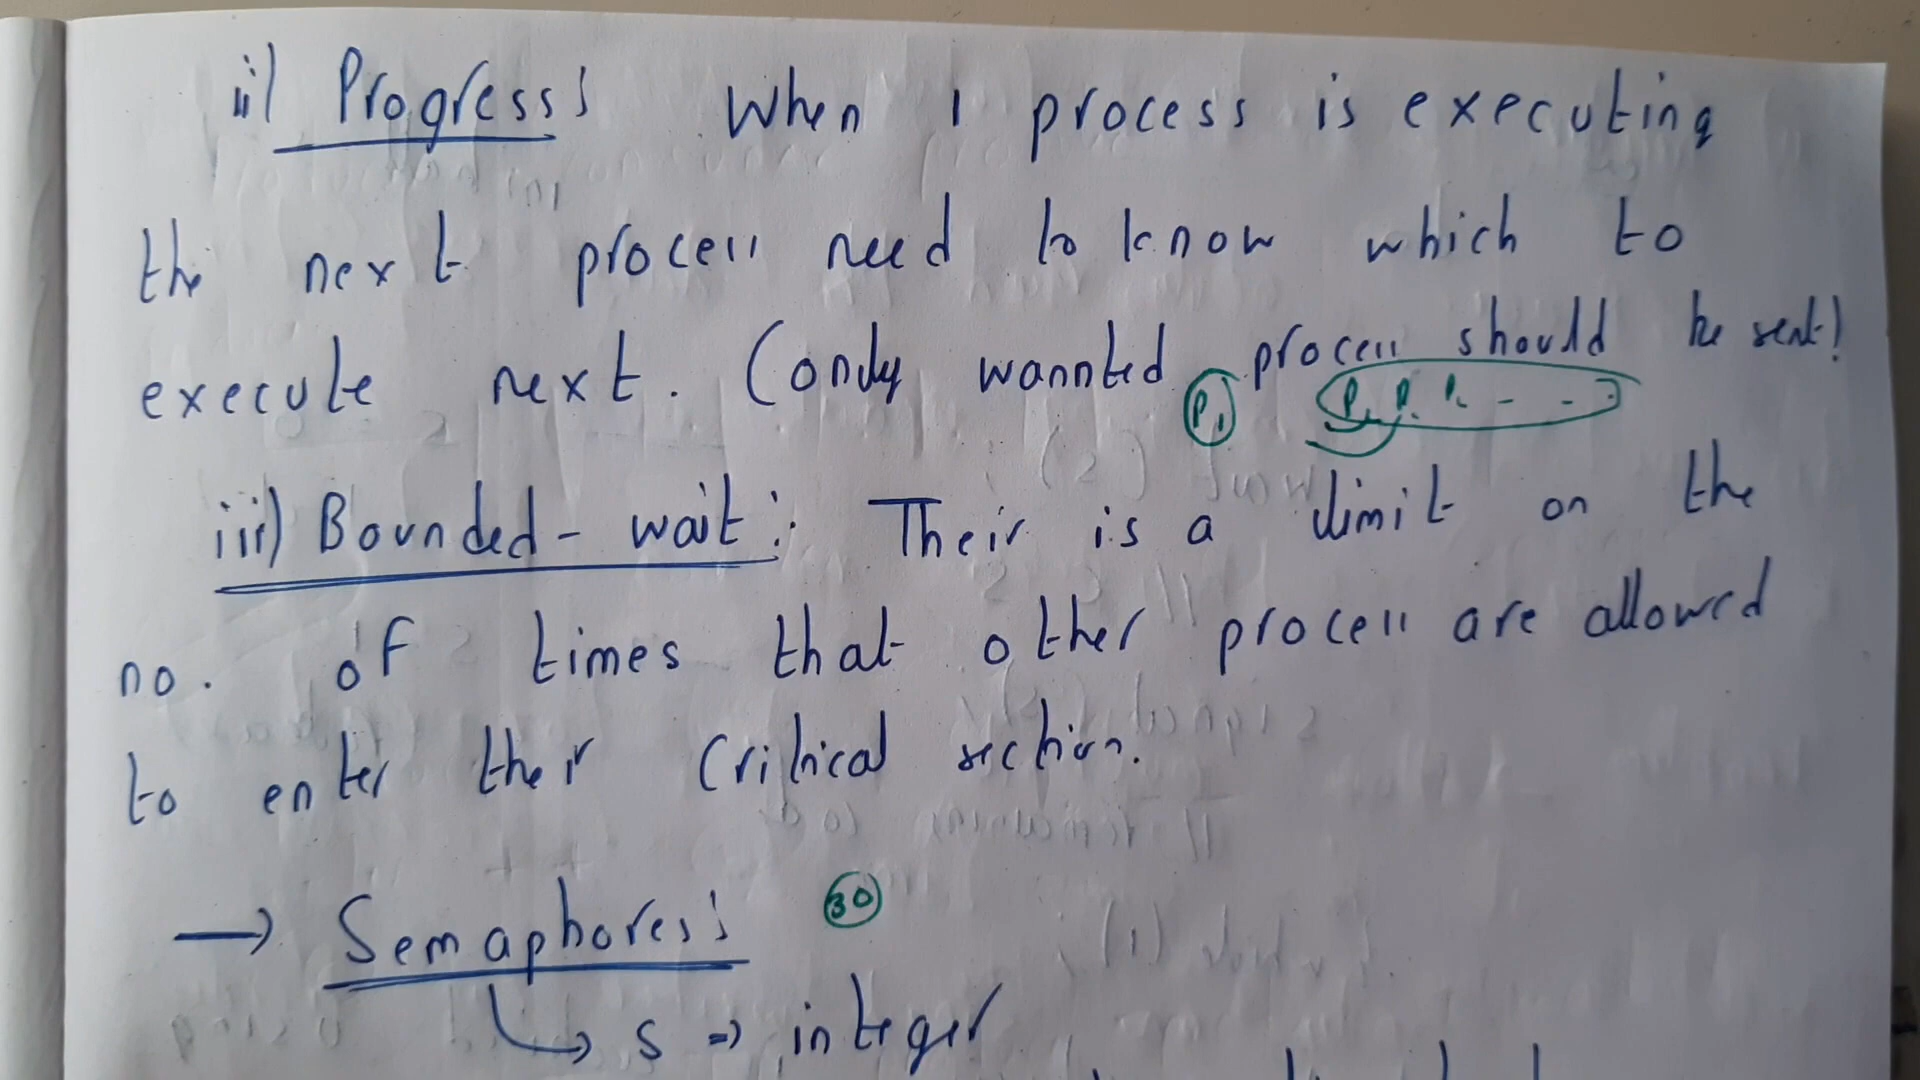 ii) Progress: When 1 process is executing
the next process need to know which to
execute next. (only wannted process should be sent)
P1 P1 P2
iii) Bounded - wait: Their is a limit on the
no. of times that other process are allowed
to enter their critical section.
→ Semaphores: 30
↳ S ⇒ integer